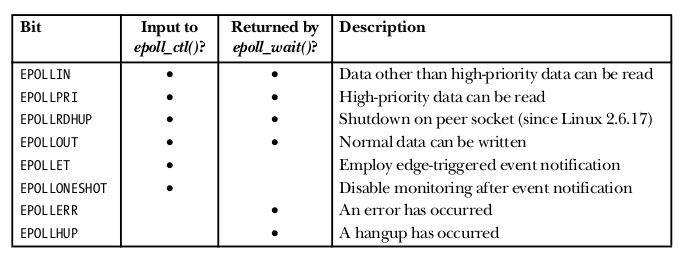 Bit Input to epoll_ctl()? Returned by epoll_wait()? Description
EPOLLIN • • Data other than high-priority data can be read
EPOLLPRI • • High-priority data can be read
EPOLLRDHUP • • Shutdown on peer socket (since Linux 2.6.17)
EPOLLOUT • • Normal data can be written
EPOLLET • Employ edge-triggered event notification
EPOLLONESHOT • Disable monitoring after event notification
EPOLLERR • An error has occurred
EPOLLHUP • A hangup has occurred